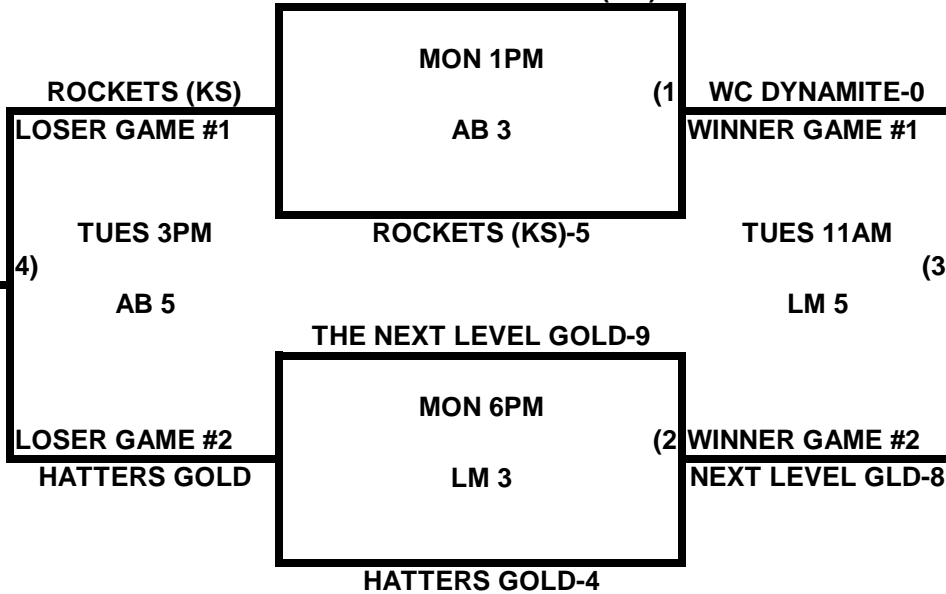 MON 1PM
ROCKETS (KS)
(1
WC DYNAMITE-0
LOSER GAME #1
AB 3
WINNER GAME #1
TUES 3PM
ROCKETS (KS)-5
TUES 11AM
4)
(3
AB 5
LM 5
THE NEXT LEVEL GOLD-9
MON 6PM
LOSER GAME #2
(2
WINNER GAME #2
HATTERS GOLD
LM 3
NEXT LEVEL GLD-8
HATTERS GOLD-4